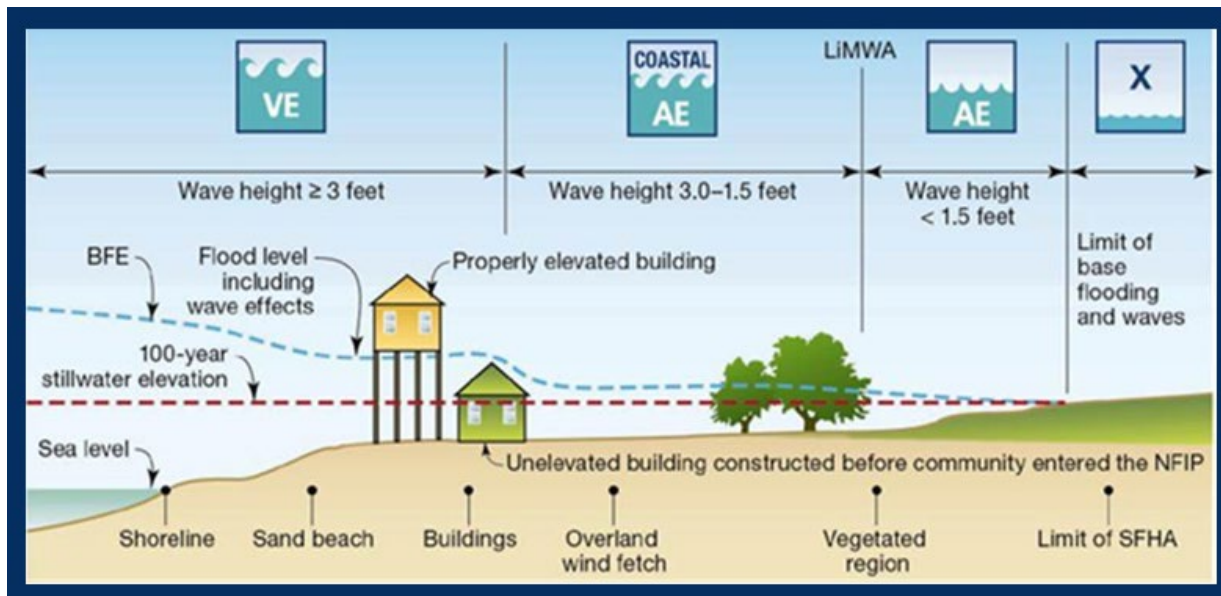 VE
COASTAL
AE
LiMWA
AE
X
Wave height ≥ 3 feet
Wave height 3.0–1.5 feet
Wave height
< 1.5 feet
BFE
Flood level
including
wave effects
Properly elevated building
Limit of
base
flooding
and waves
100-year
stillwater elevation
Sea level
Unelevated building constructed before community entered the NFIP
Shoreline
Sand beach
Buildings
Overland
wind fetch
Vegetated
region
Limit of SFHA